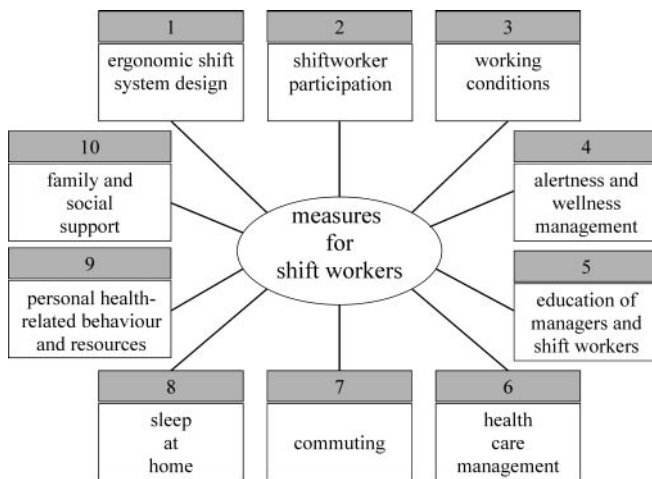 1
ergonomic shift
system design
2
shiftworker
participation
3
working
conditions
10
family and
social
support
4
alertness and
wellness
management
measures
for
shift workers
9
personal health-
related behaviour
and resources
5
education of
managers and
shift workers
8
sleep
at
home
7
commuting
6
health
care
management